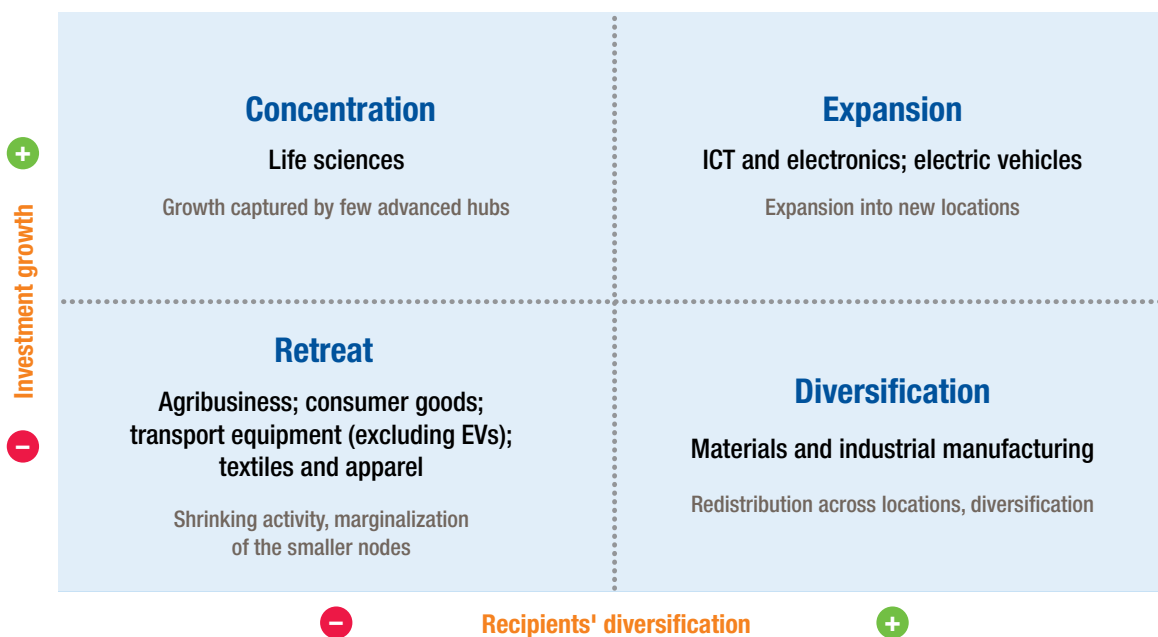 Concentration
Life sciences
Growth captured by few advanced hubs
Expansion
ICT and electronics; electric vehicles
Expansion into new locations
+
Investment growth
−
Retreat
Agribusiness; consumer goods;
transport equipment (excluding EVs);
textiles and apparel
Shrinking activity, marginalization
of the smaller nodes
Diversification
Materials and industrial manufacturing
Redistribution across locations, diversification
−
Recipients' diversification
+